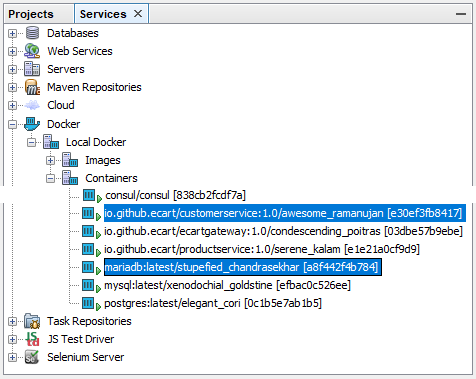 Projects
Services
Databases
Web Services
Servers
Maven Repositories
Cloud
Docker
Local Docker
Images
Containers
consul/consul [838cb2fcdf7a]
io.github.ecart/customerservice:1.0/awesome_ramanujan [e30ef3fb8417]
io.github.ecart/ecartgateway:1.0/condescending_poitras [03dbe57b9ebe]
io.github.ecart/productservice:1.0/serene_kalam [e1e21a0cf9d9]
mariadb:latest/stupefied_chandrasekhar [a8f442f4b784]
mysql:latest/xenodochial_goldstine [efbac0c526ee]
postgres:latest/elegant_cori [0c1b5e7ab1b5]
Task Repositories
JS Test Driver
Selenium Server